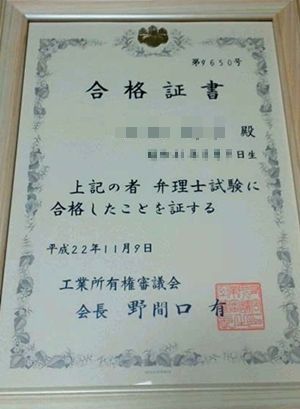 第9650号
合格証書
殿
日生
上記の者 弁理士試験に
合格したことを証する
平成22年11月9日
工業所有権審議会
会長 野間口 有